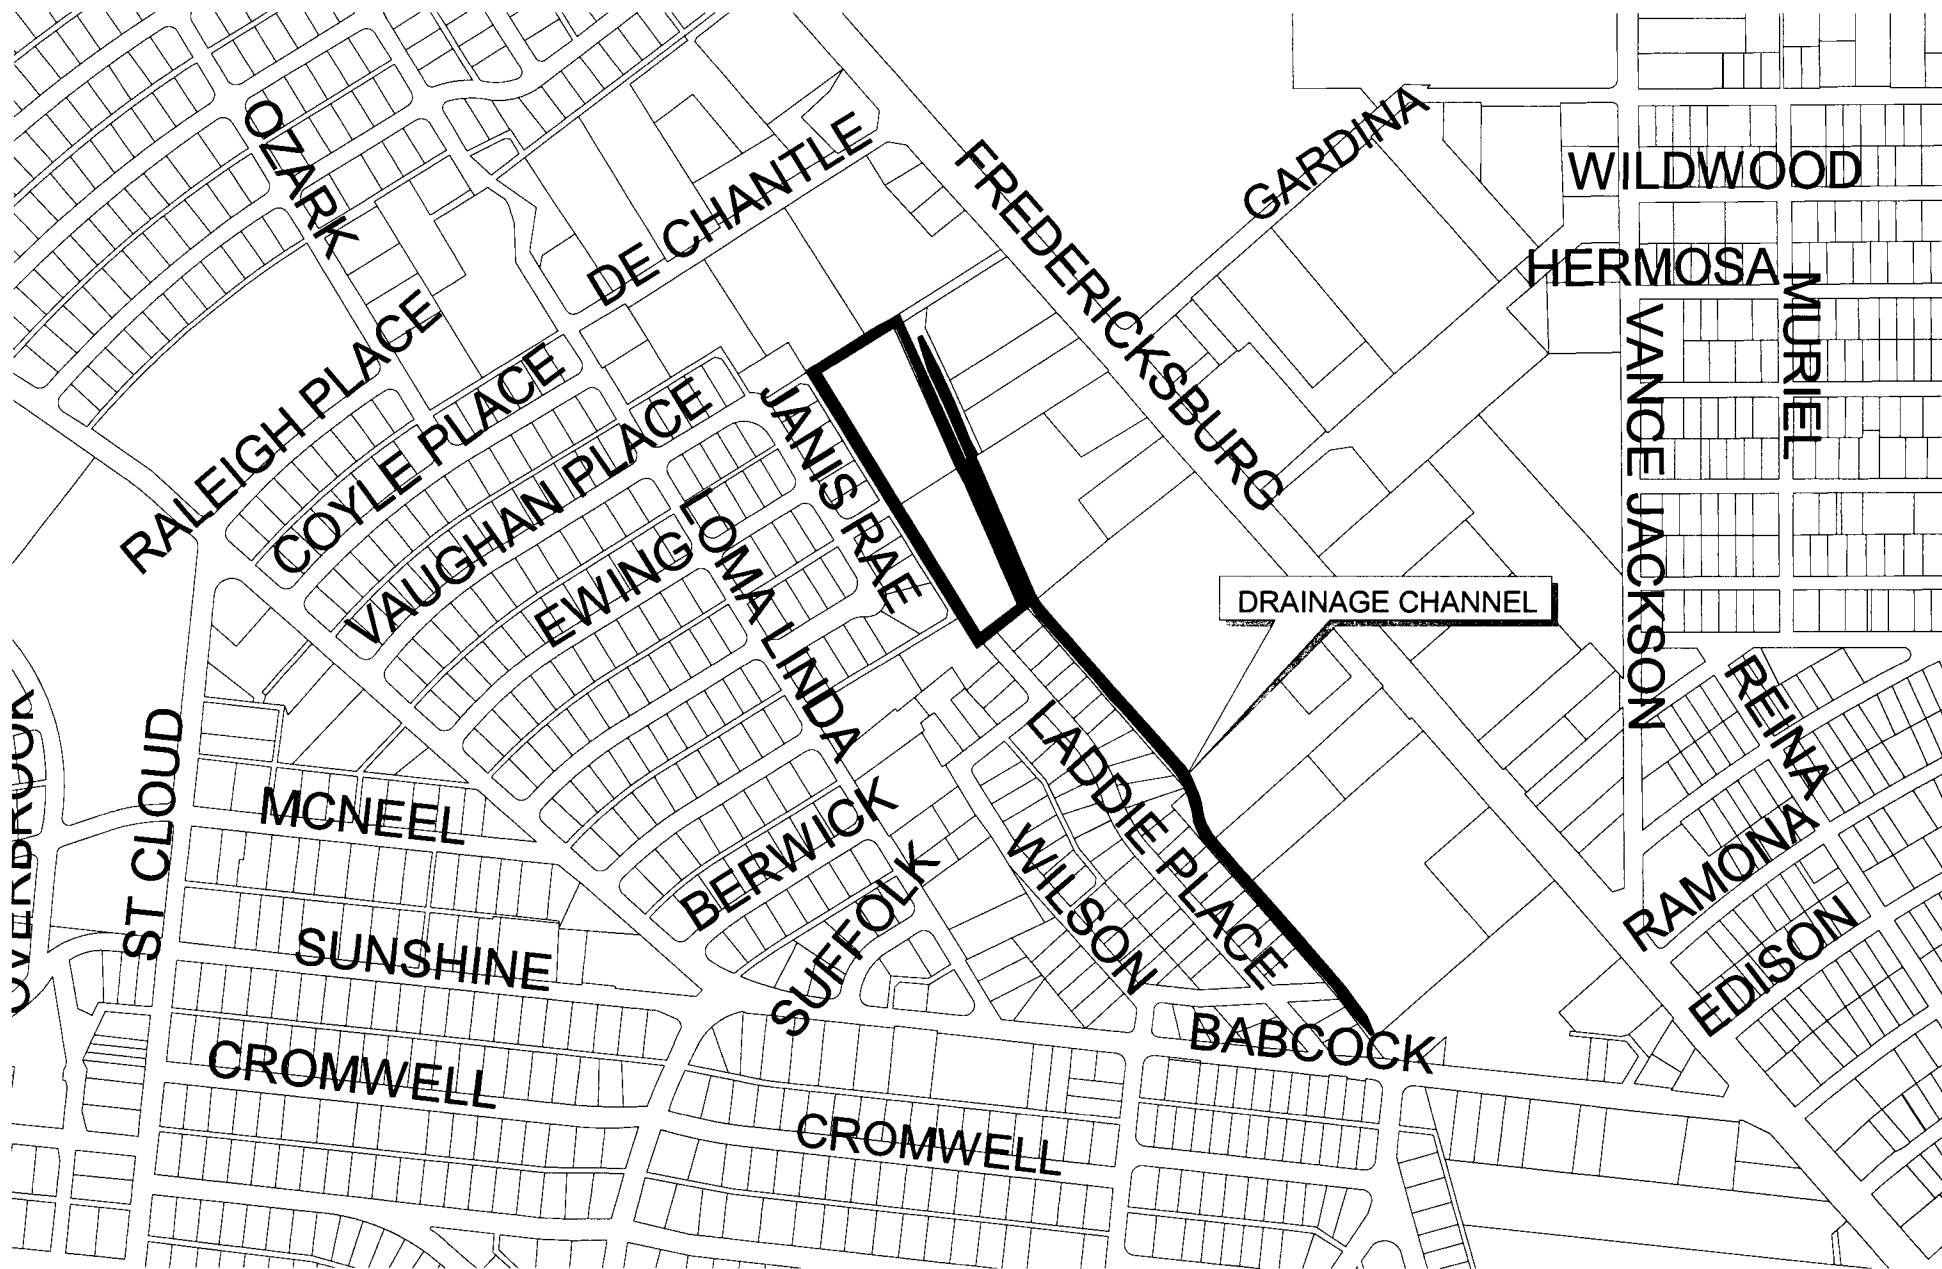 OZARK
DE CHANTLE
FREDERICKSBURG
GARDINA
WILDWOOD
HERMOSA
MURIEL
VANCE JACKSON
RALEIGH PLACE
COYLE PLACE
VAUGHAN PLACE
EWING
LOMA LINDA
JANIS RAE
DRAINAGE CHANNEL
REINA
RAMONA
EDISON
OVERBROOK
ST CLOUD
MCNEEL
SUNSHINE
CROMWELL
BERWICK
SUFFOLK
WILSON
LADDIE PLACE
BABCOCK
CROMWELL